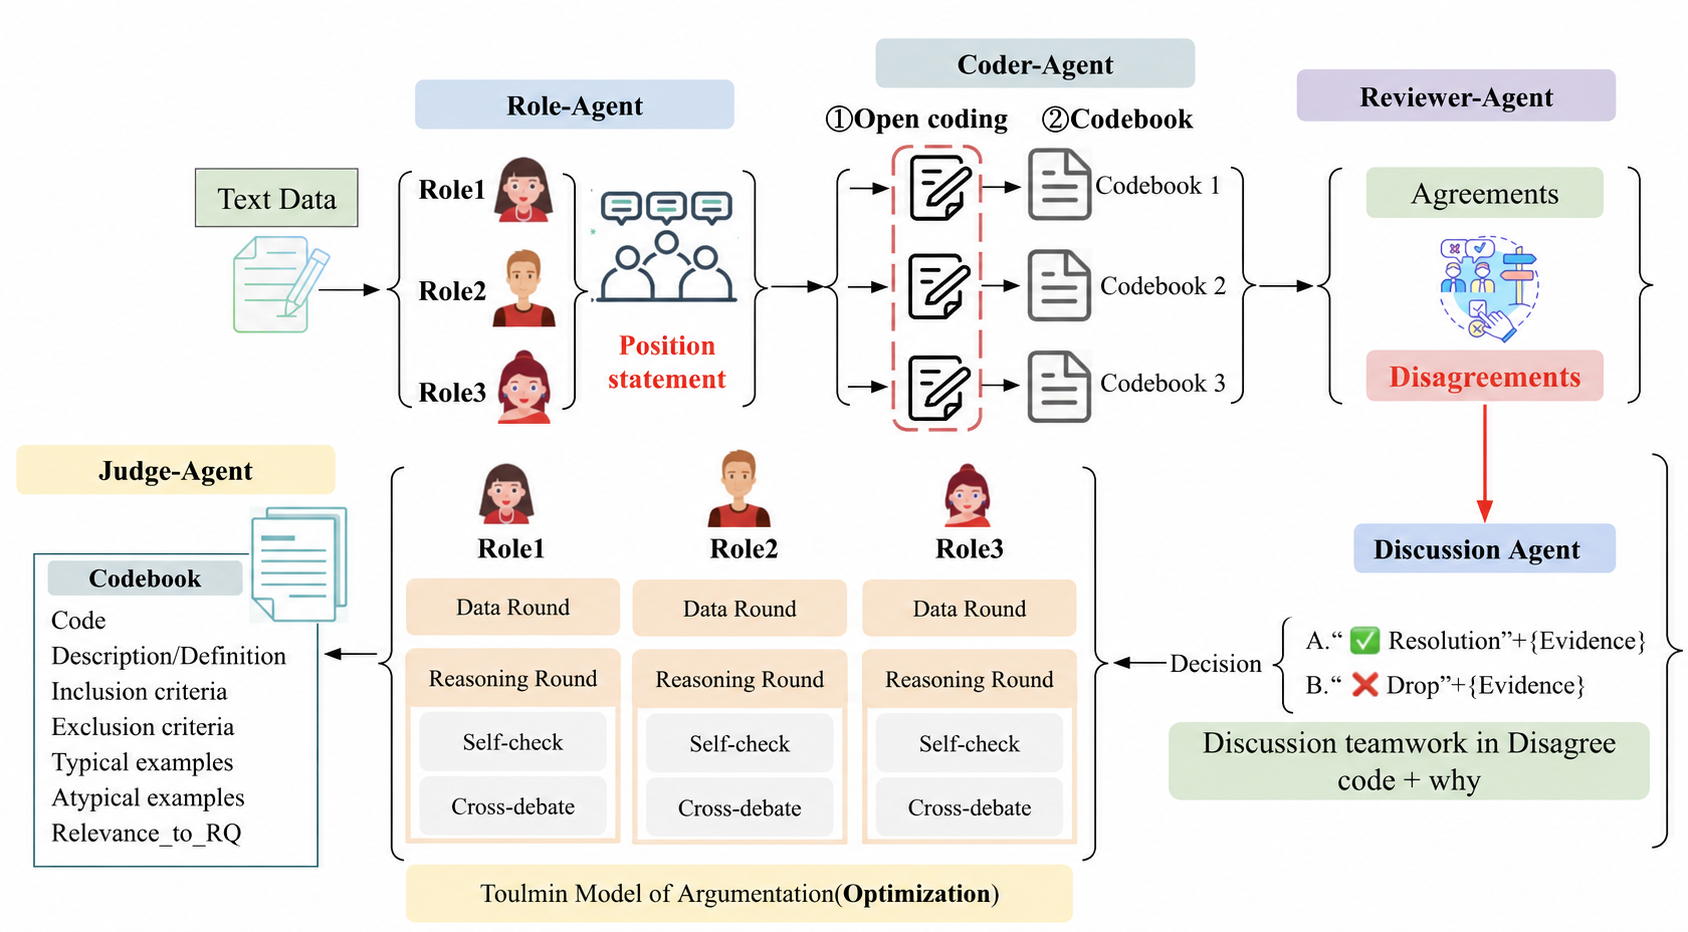 Coder-Agent
Role-Agent
Reviewer-Agent
①Open coding
②Codebook
Text Data
Role1
Role2
Role3
Position
statement
Codebook 1
Codebook 2
Codebook 3
Agreements
Disagreements
Discussion Agent
A.“ ✅ Resolution”+{Evidence}
B.“ ❌ Drop”+{Evidence}
Decision
Discussion teamwork in Disagree
code + why
Role1
Role2
Role3
Data Round
Data Round
Data Round
Reasoning Round
Reasoning Round
Reasoning Round
Self-check
Self-check
Self-check
Cross-debate
Cross-debate
Cross-debate
Toulmin Model of Argumentation(Optimization)
Judge-Agent
Codebook
Code
Description/Definition
Inclusion criteria
Exclusion criteria
Typical examples
Atypical examples
Relevance_to_RQ